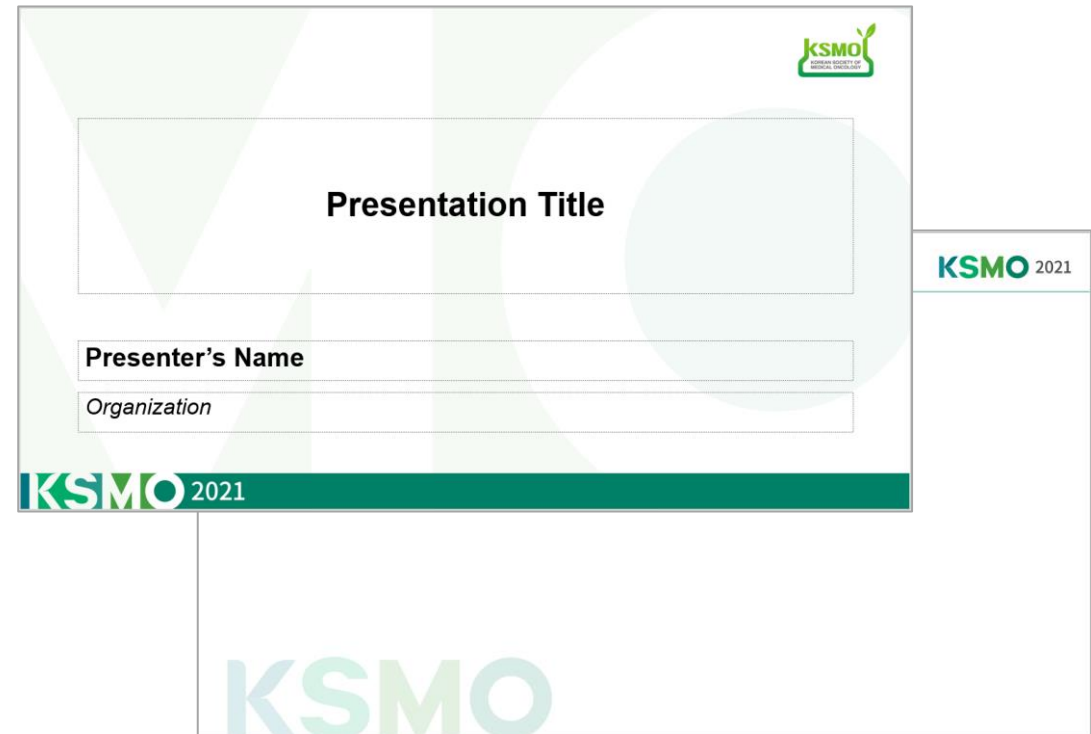 KSMO
KOREAN SOCIETY OF
MEDICAL ONCOLOGY
Presentation Title
KSMO 2021
Presenter's Name
Organization
KSMO 2021
KSMO